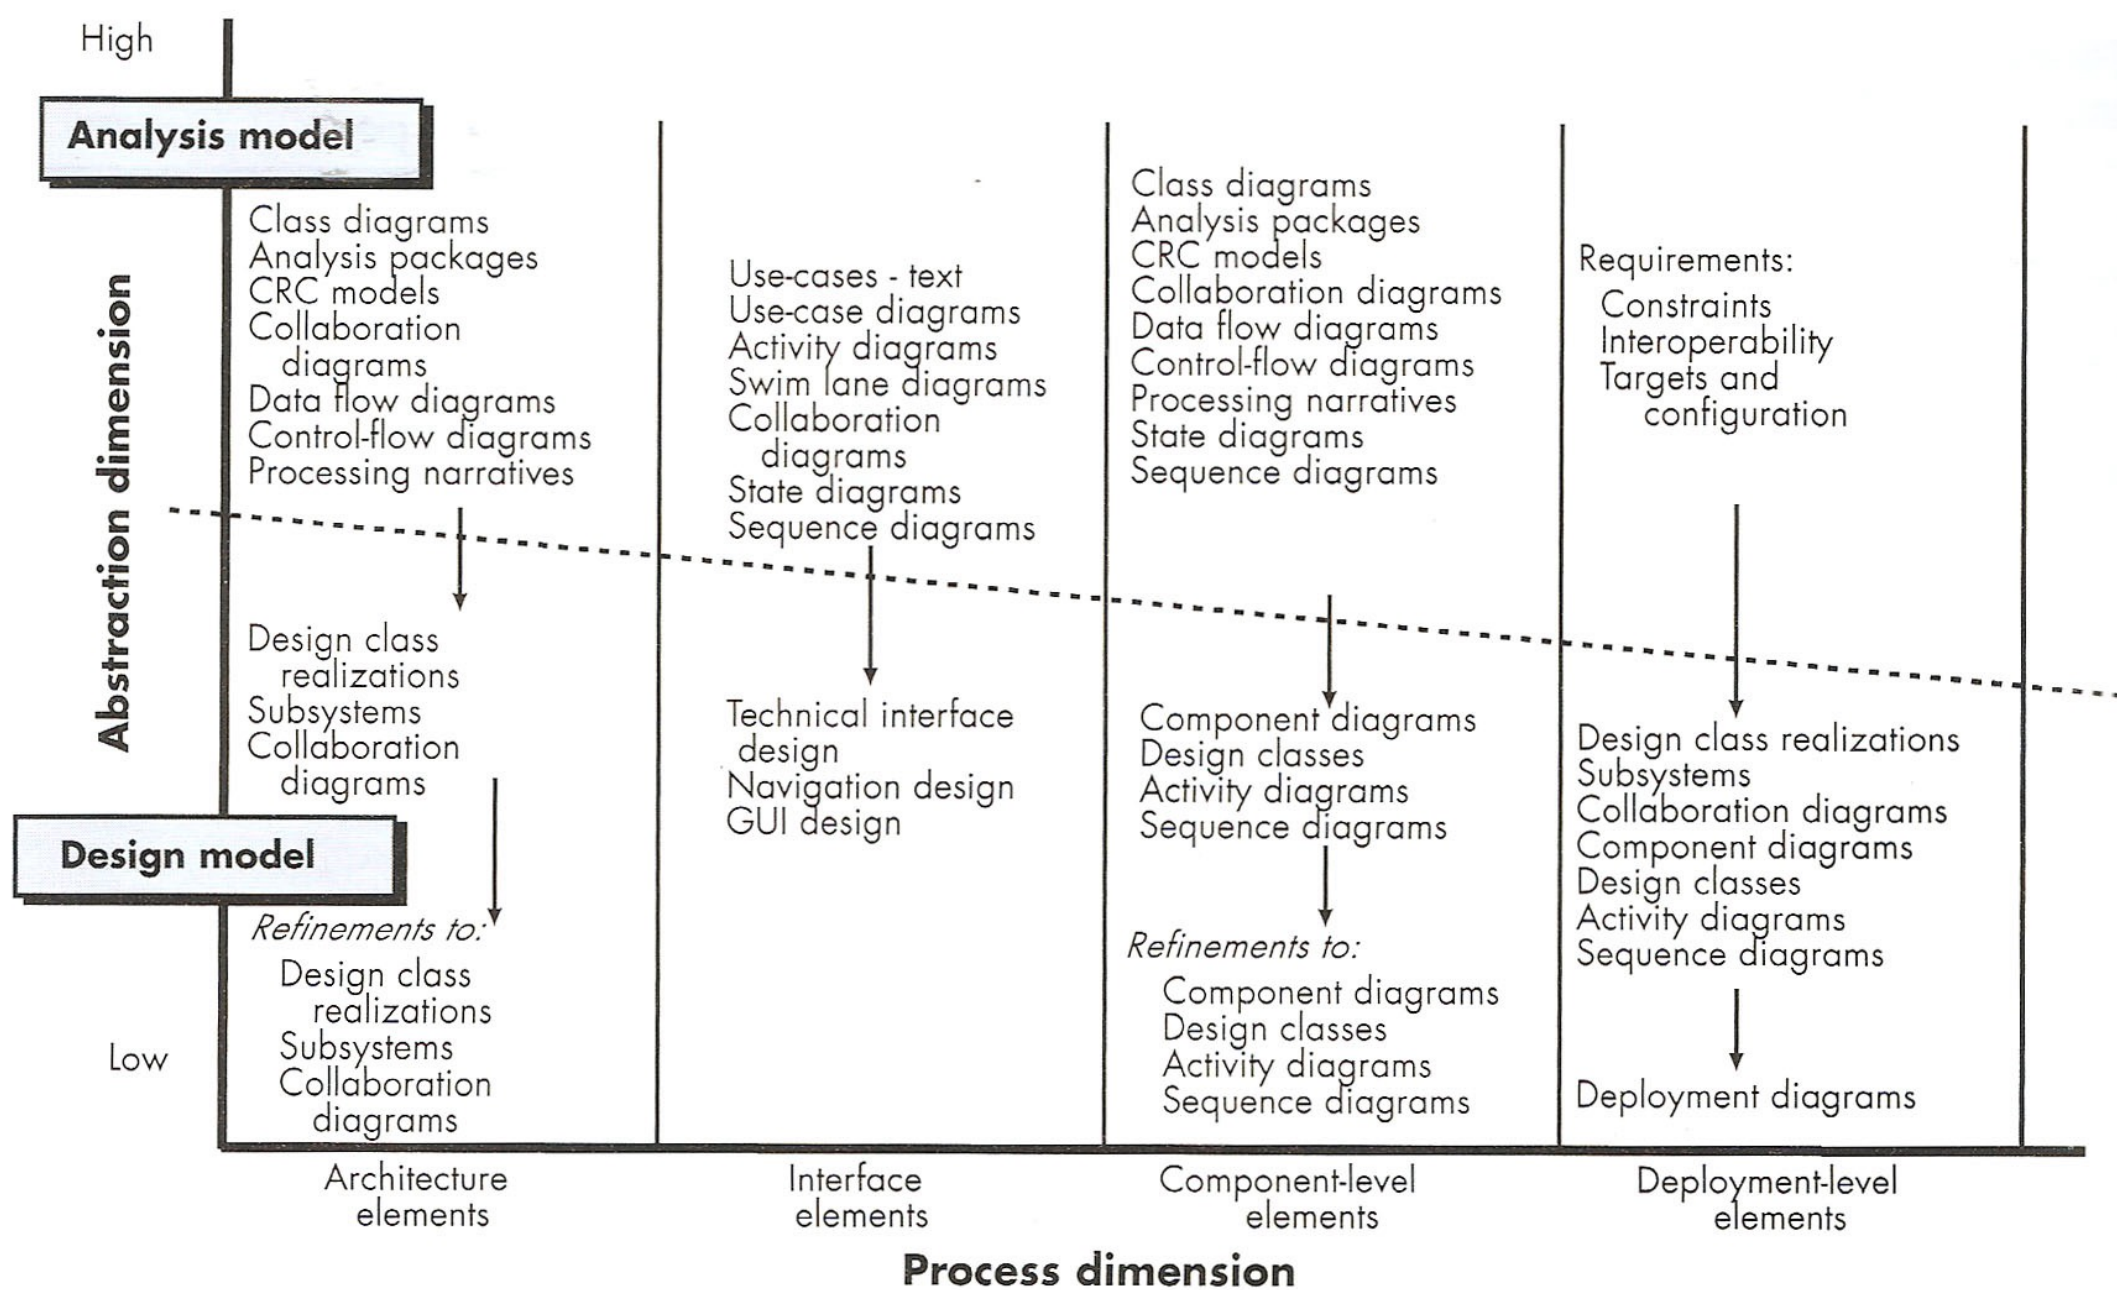 High
Analysis model
Abstraction dimension
Class diagrams
Analysis packages
CRC models
Collaboration
diagrams
Data flow diagrams
Control-flow diagrams
Processing narratives
Design class
realizations
Subsystems
Collaboration
diagrams
Design model
Refinements to:
Design class
realizations
Subsystems
Collaboration
diagrams
Low
Architecture
elements
Use-cases - text
Use-case diagrams
Activity diagrams
Swim lane diagrams
Collaboration
diagrams
State diagrams
Sequence diagrams
Technical interface
design
Navigation design
GUI design
Interface
elements
Class diagrams
Analysis packages
CRC models
Collaboration diagrams
Data flow diagrams
Control-flow diagrams
Processing narratives
State diagrams
Sequence diagrams
Component diagrams
Design classes
Activity diagrams
Sequence diagrams
Refinements to:
Component diagrams
Design classes
Activity diagrams
Sequence diagrams
Component-level
elements
Requirements:
Constraints
Interoperability
Targets and
configuration
Design class realizations
Subsystems
Collaboration diagrams
Component diagrams
Design classes
Activity diagrams
Sequence diagrams
Deployment diagrams
Deployment-level
elements
Process dimension